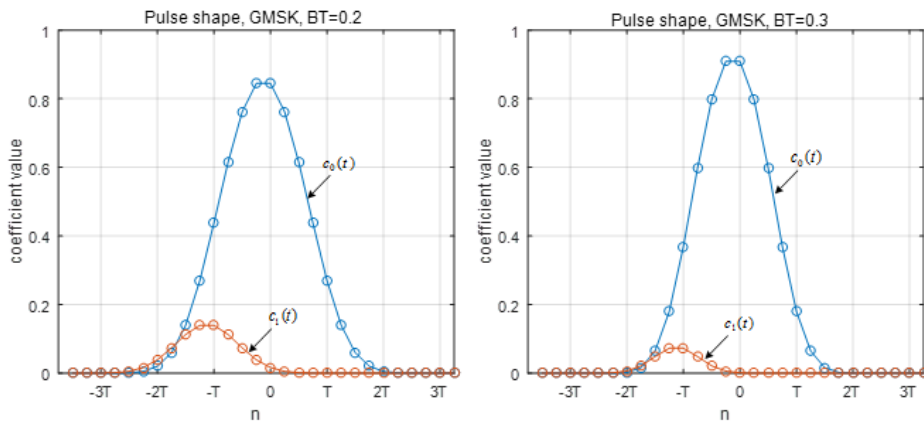 Pulse shape, GMSK, BT=0.2
1
0.8
0.6
0.4
0.2
0
coefficient value
c₀(t)
c₁(t)
-3T
-2T
-T
0
T
2T
3T
n
Pulse shape, GMSK, BT=0.3
1
0.8
0.6
0.4
0.2
0
coefficient value
c₀(t)
c₁(t)
-3T
-2T
-T
0
T
2T
3T
n